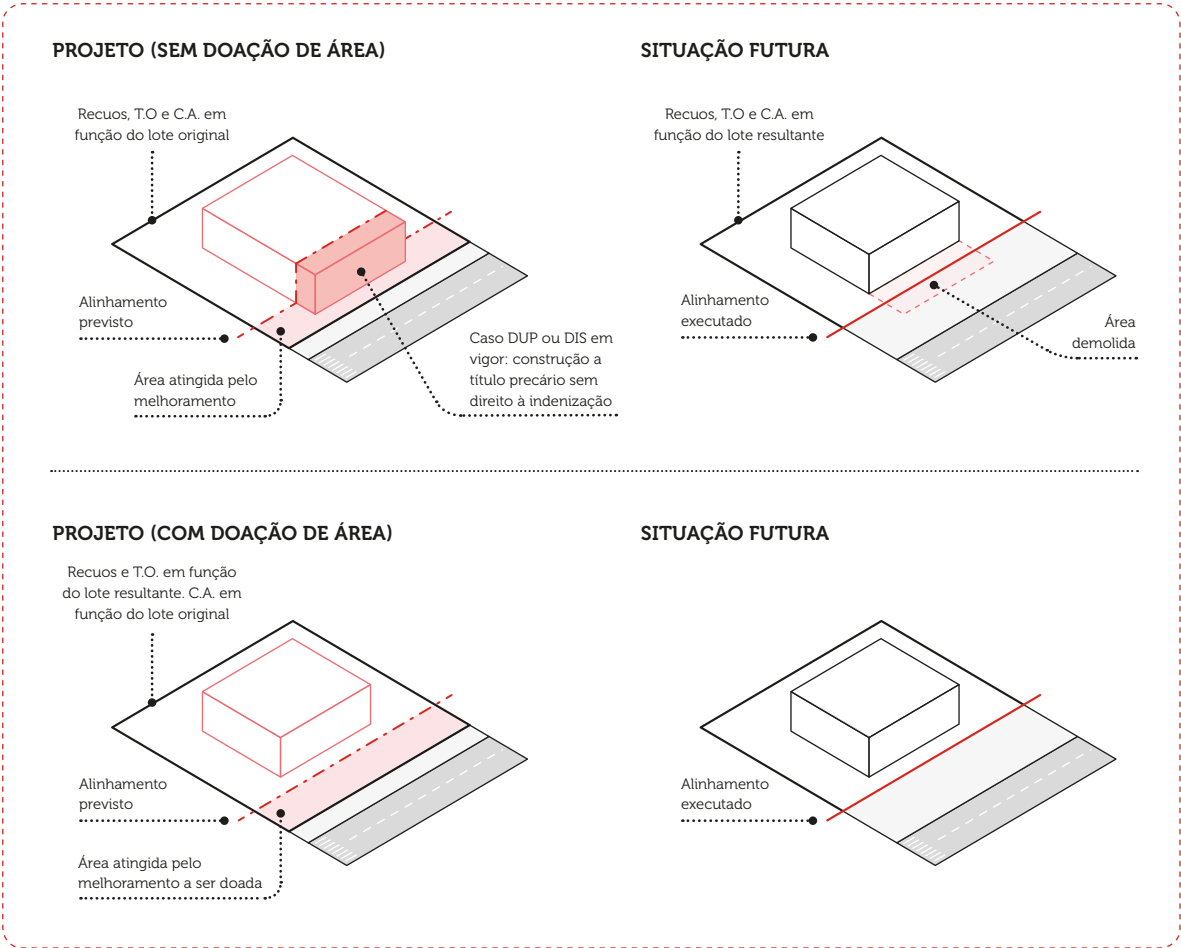 PROJETO (SEM DOAÇÃO DE ÁREA)
Recuos, T.O e C.A. em
função do lote original
Alinhamento
previsto
Área atingida pelo
melhoramento
Caso DUP ou DIS em
vigor: construção a
título precário sem
direito à indenização
SITUAÇÃO FUTURA
Recuos, T.O e C.A. em
função do lote resultante
Alinhamento
executado
Área
demolida
PROJETO (COM DOAÇÃO DE ÁREA)
Recuos e T.O. em função
do lote resultante. C.A. em
função do lote original
Alinhamento
previsto
Área atingida pelo
melhoramento a ser doada
SITUAÇÃO FUTURA
Alinhamento
executado